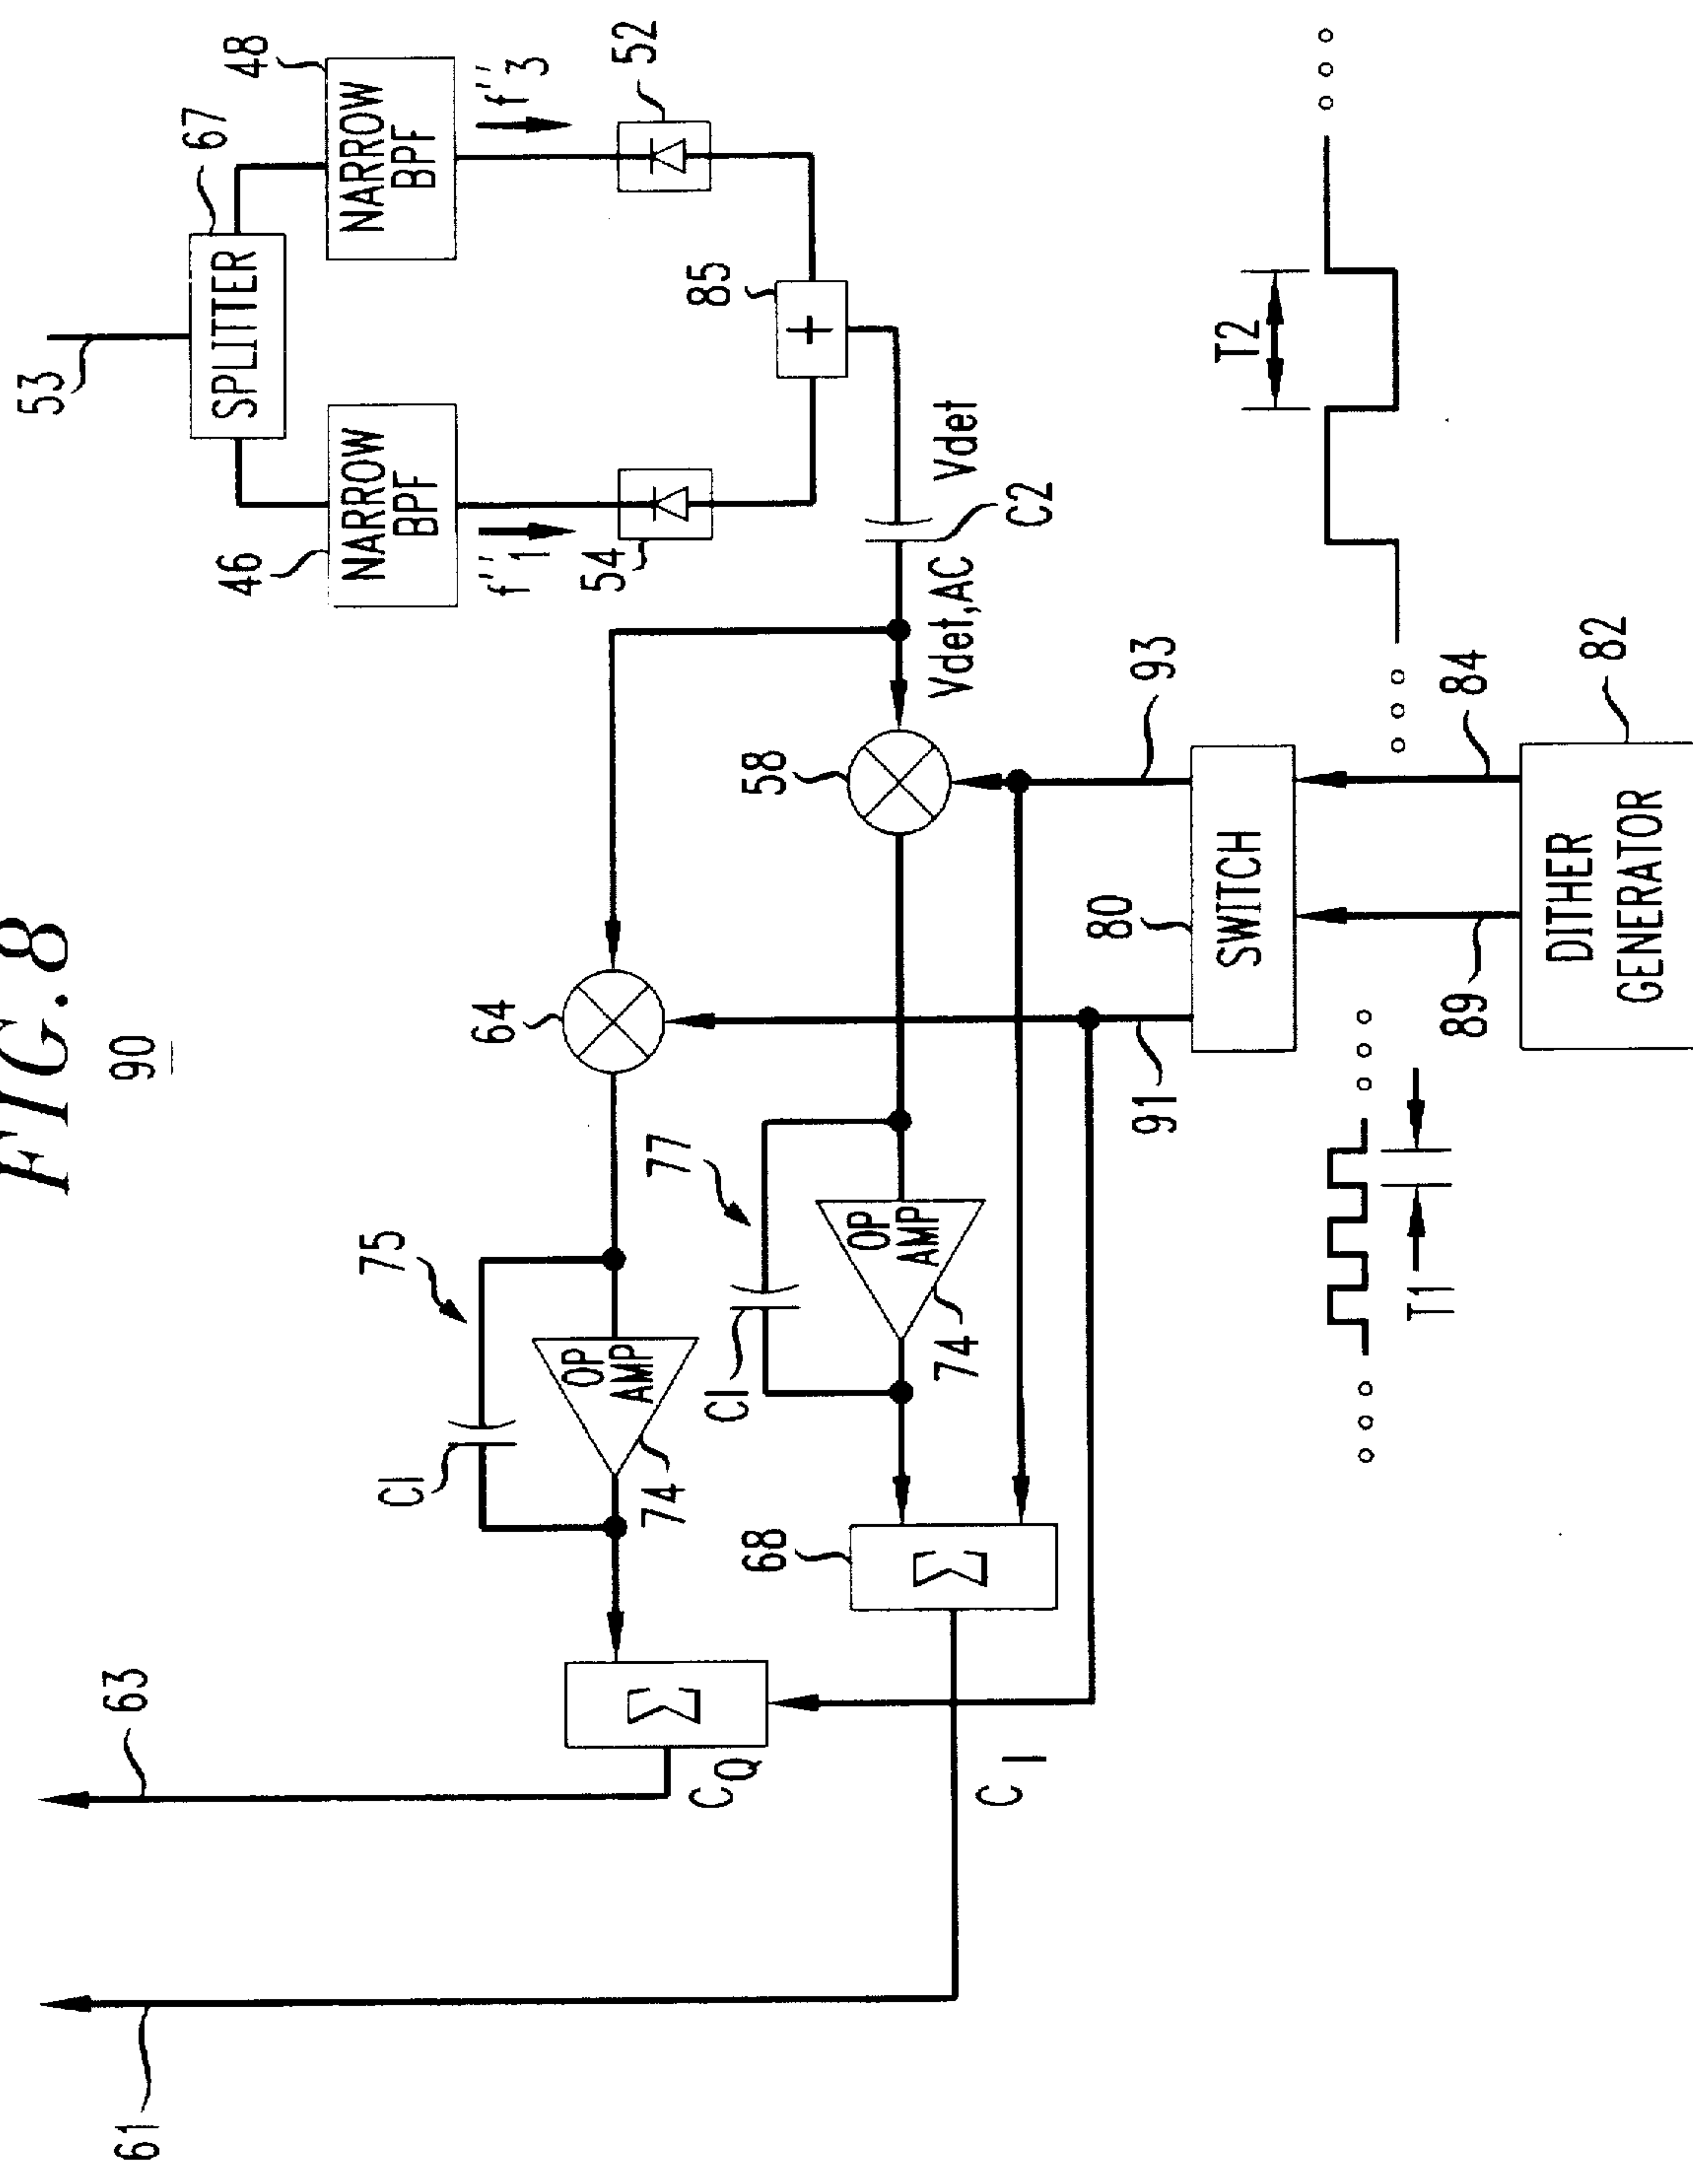 FIG. 8
90
53
67
SPLITTER
46
NARROW
BPF
48
NARROW
BPF
f''1
f''3
54
52
85
+
Vdet
C2
Vdet,AC
64
58
75
77
C1
OP
AMP
74
C1
OP
AMP
74
Σ
68
Σ
63
61
CQ
CI
91
93
80
SWITCH
89
84
82
DITHER
GENERATOR
T1
T2